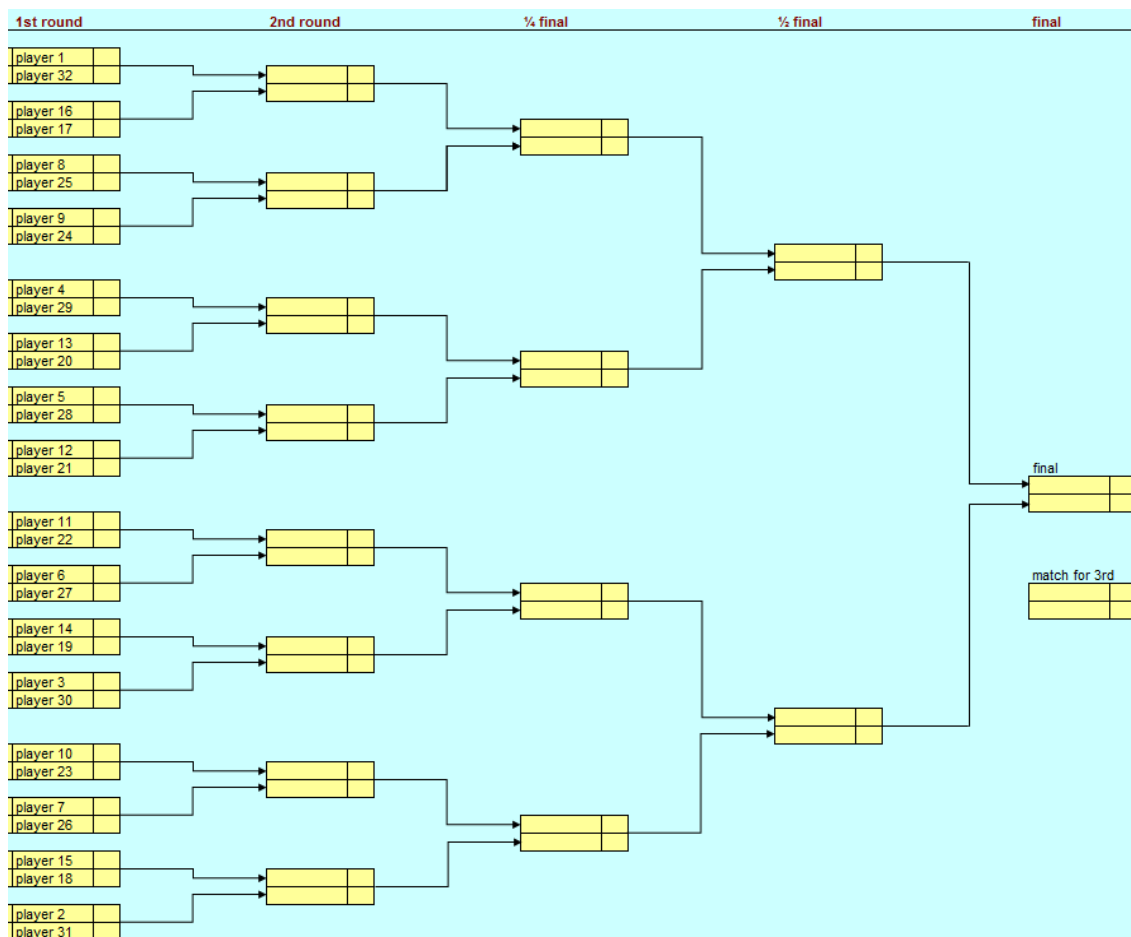 1st round 2nd round ¼ final ½ final final
player 1
player 32
player 16
player 17
player 8
player 25
player 9
player 24
player 4
player 29
player 13
player 20
player 5
player 28
player 12
player 21
player 11
player 22
player 6
player 27
player 14
player 19
player 3
player 30
player 10
player 23
player 7
player 26
player 15
player 18
player 2
player 31
final
match for 3rd